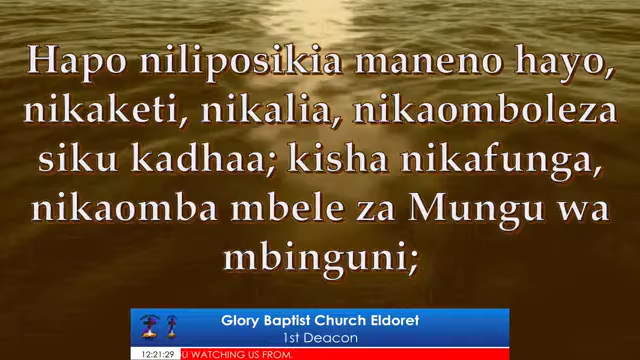 Hapo niliposikia maneno hayo,
nikaketi, nikalia, nikaomboleza
siku kadhaa; kisha nikafunga,
nikaomba mbele za Mungu wa
mbinguni;
Glory Baptist Church Eldoret
1st Deacon
12:21:29 U WATCHING US FROM.